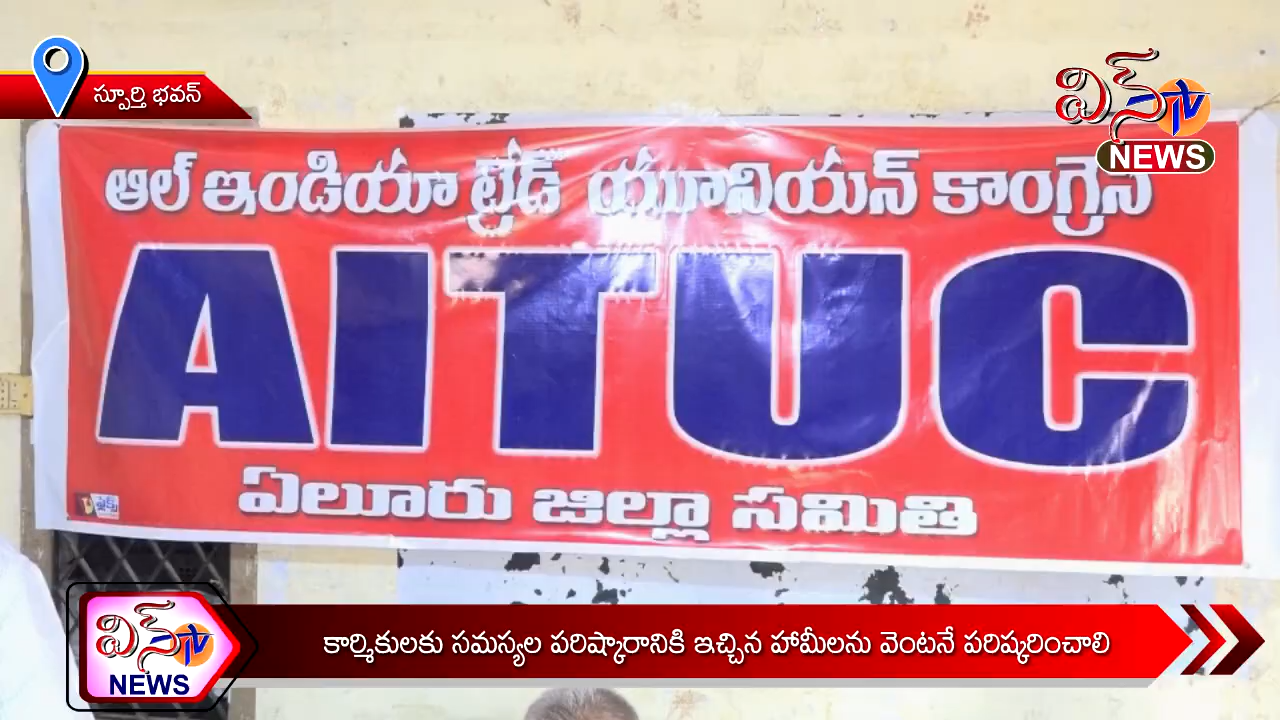 స్ఫూర్తి భవన్
విన్ TV
NEWS
ఆల్ ఇండియా ట్రేడ్ యూనియన్ కాంగ్రెస్
AITUC
ఏలూరు జిల్లా సమితి
విన్ TV
NEWS
కార్మికులకు సమస్యల పరిష్కారానికి ఇచ్చిన హామీలను వెంటనే పరిష్కరించాలి